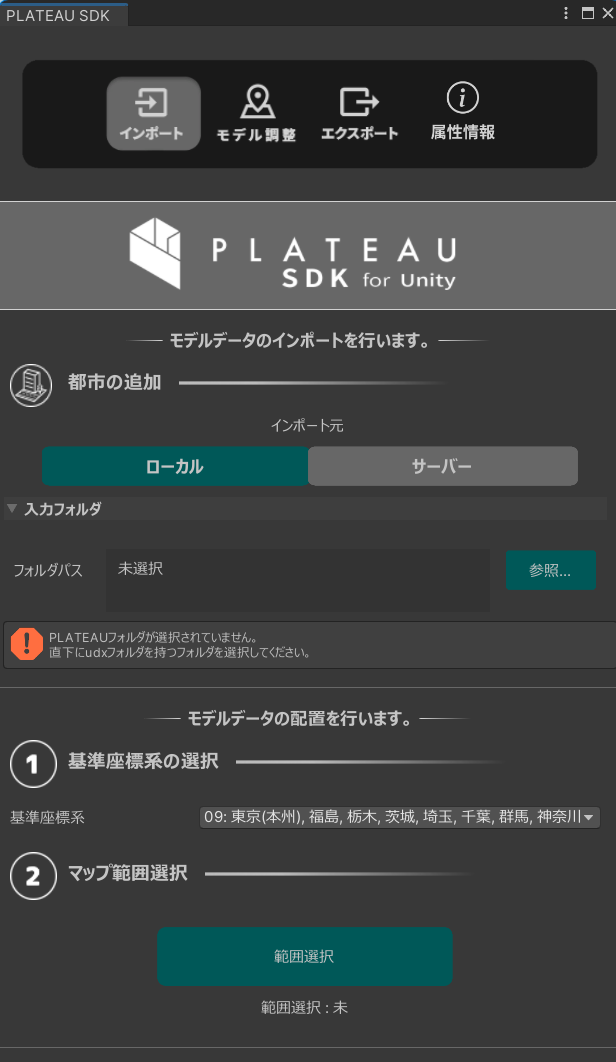 PLATEAU SDK
インポート
モデル調整
エクスポート
属性情報
PLATEAU
SDK for Unity
モデルデータのインポートを行います。
都市の追加
インポート元
ローカル
サーバー
入力フォルダ
フォルダパス
未選択
参照...
PLATEAUフォルダが選択されていません。
直下にudxフォルダを持つフォルダを選択してください。
モデルデータの配置を行います。
1 基準座標系の選択
基準座標系
09: 東京(本州), 福島, 栃木, 茨城, 埼玉, 千葉, 群馬, 神奈川
2 マップ範囲選択
範囲選択
範囲選択 : 未